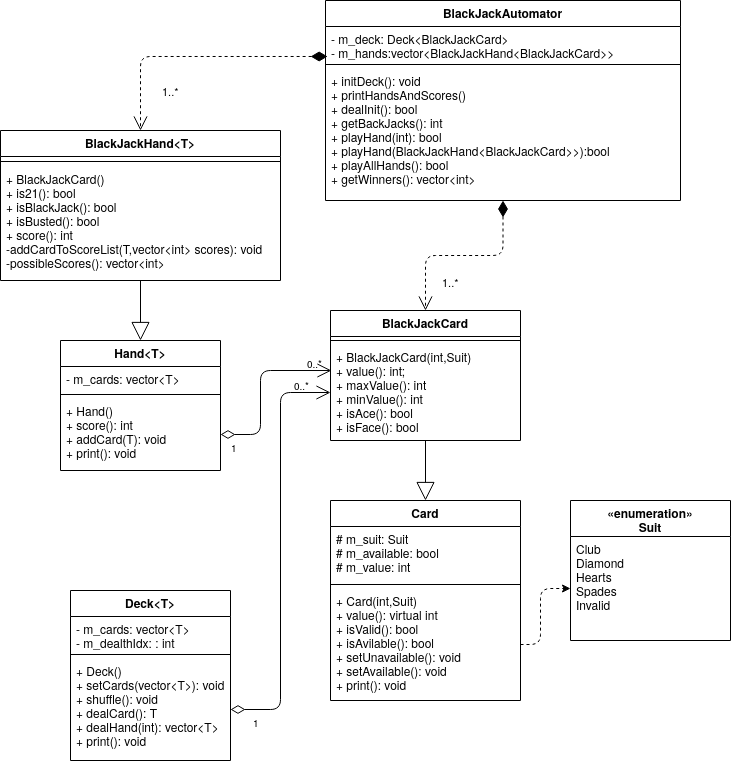 BlackJackAutomator
- m_deck: Deck<BlackJackCard>
- m_hands:vector<BlackJackHand<BlackJackCard>>
+ initDeck(): void
+ printHandsAndScores()
+ dealInit(): bool
+ getBackJacks(): int
+ playHand(int): bool
+ playHand(BlackJackHand<BlackJackCard>>):bool
+ playAllHands(): bool
+ getWinners(): vector<int>
1..*
BlackJackHand<T>
+ BlackJackCard()
+ is21(): bool
+ isBlackJack(): bool
+ isBusted(): bool
+ score(): int
-addCardToScoreList(T,vector<int> scores): void
-possibleScores(): vector<int>
1..*
Hand<T>
- m_cards: vector<T>
+ Hand()
+ score(): int
+ addCard(T): void
+ print(): void
0..*
0..*
1
BlackJackCard
+ BlackJackCard(int,Suit)
+ value(): int;
+ maxValue(): int
+ minValue(): int
+ isAce(): bool
+ isFace(): bool
Card
# m_suit: Suit
# m_available: bool
# m_value: int
+ Card(int,Suit)
+ value(): virtual int
+ isValid(): bool
+ isAvilable(): bool
+ setUnavailable(): void
+ setAvailable(): void
+ print(): void
«enumeration»
Suit
Club
Diamond
Hearts
Spades
Invalid
Deck<T>
- m_cards: vector<T>
- m_dealthIdx: : int
+ Deck()
+ setCards(vector<T>): void
+ shuffle(): void
+ dealCard(): T
+ dealHand(int): vector<T>
+ print(): void
1